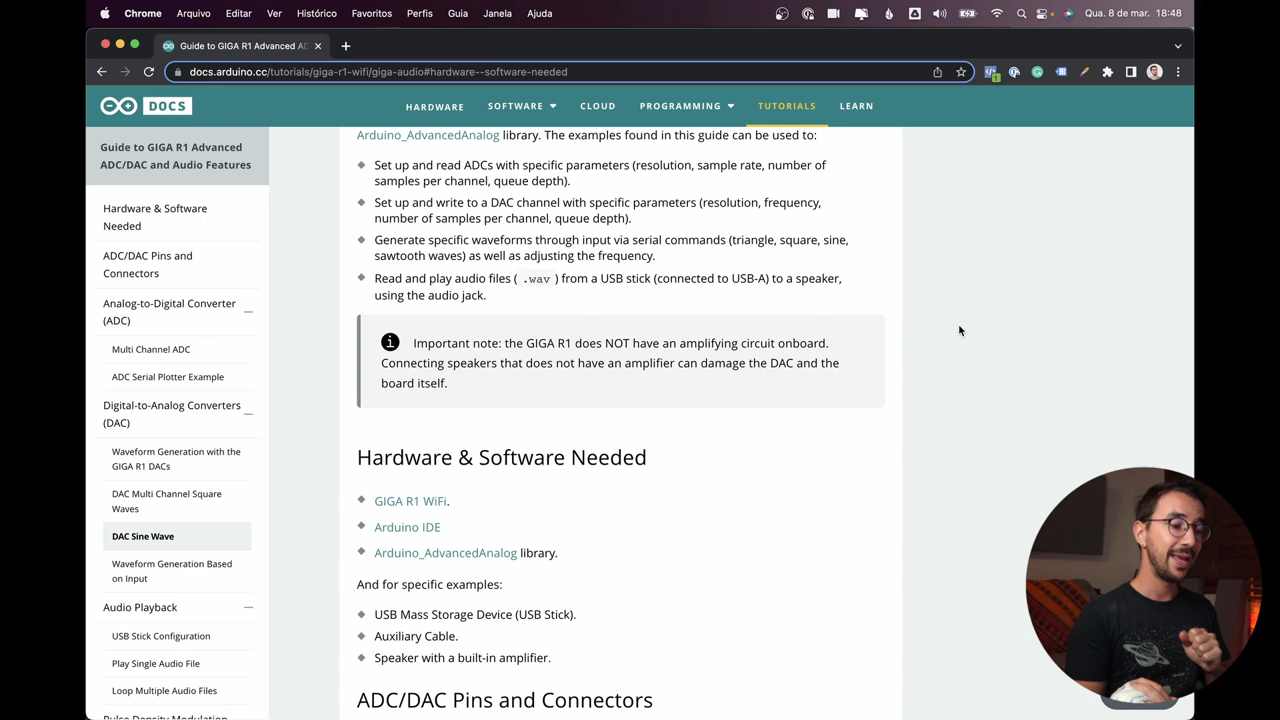 Chrome Arquivo Editar Ver Histórico Favoritos Perfis Guia Janela Ajuda Qua. 8 de mar. 18:48
Guide to GIGA R1 Advanced AD
docs.arduino.cc/tutorials/giga-r1-wifi/giga-audio#hardware--software-needed
DOCS HARDWARE SOFTWARE CLOUD PROGRAMMING TUTORIALS LEARN
Guide to GIGA R1 Advanced
ADC/DAC and Audio Features
Hardware & Software
Needed
ADC/DAC Pins and
Connectors
Analog-to-Digital Converter
(ADC)
Multi Channel ADC
ADC Serial Plotter Example
Digital-to-Analog Converters
(DAC)
Waveform Generation with the
GIGA R1 DACs
DAC Multi Channel Square
Waves
DAC Sine Wave
Waveform Generation Based
on Input
Audio Playback
USB Stick Configuration
Play Single Audio File
Loop Multiple Audio Files
Pulse Density Modulation
Arduino_AdvancedAnalog library. The examples found in this guide can be used to:
Set up and read ADCs with specific parameters (resolution, sample rate, number of
samples per channel, queue depth).
Set up and write to a DAC channel with specific parameters (resolution, frequency,
number of samples per channel, queue depth).
Generate specific waveforms through input via serial commands (triangle, square, sine,
sawtooth waves) as well as adjusting the frequency.
Read and play audio files ( .wav ) from a USB stick (connected to USB-A) to a speaker,
using the audio jack.
Important note: the GIGA R1 does NOT have an amplifying circuit onboard.
Connecting speakers that does not have an amplifier can damage the DAC and the
board itself.
Hardware & Software Needed
GIGA R1 WiFi.
Arduino IDE
Arduino_AdvancedAnalog library.
And for specific examples:
USB Mass Storage Device (USB Stick).
Auxiliary Cable.
Speaker with a built-in amplifier.
ADC/DAC Pins and Connectors